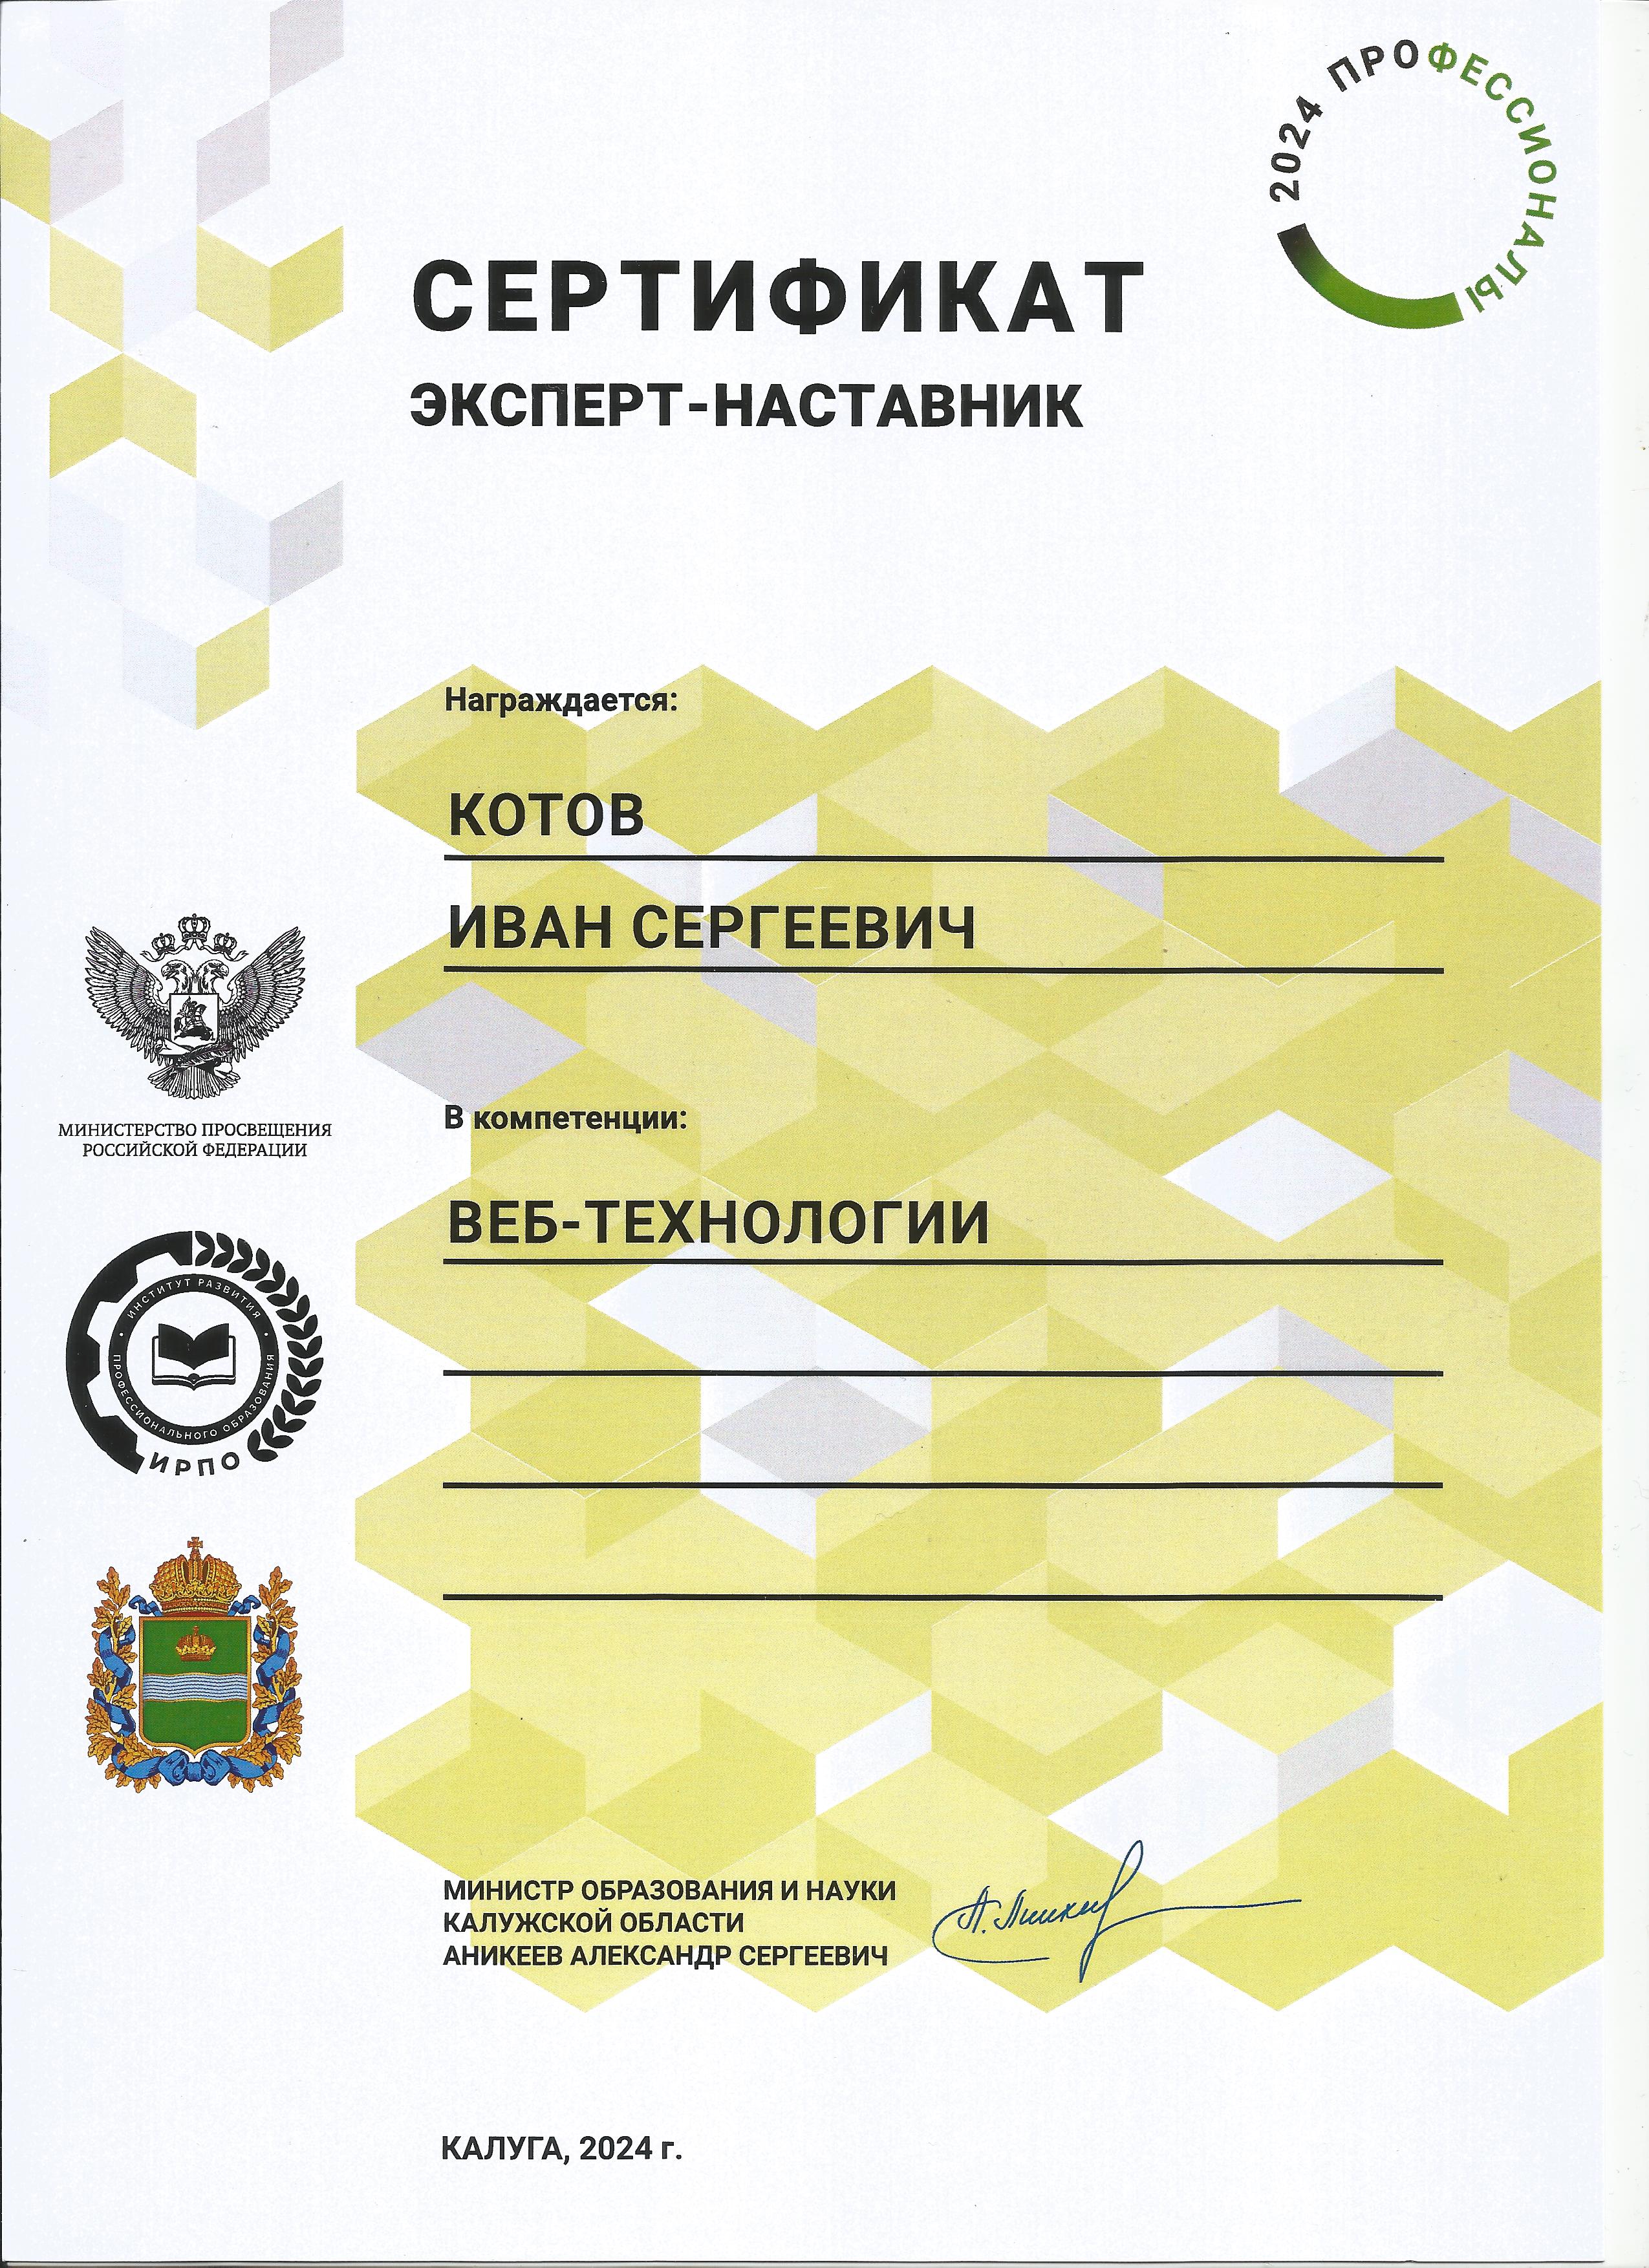 2024 ПРОФЕССИОНАЛЫ
СЕРТИФИКАТ
ЭКСПЕРТ-НАСТАВНИК
Награждается:
КОТОВ
ИВАН СЕРГЕЕВИЧ
МИНИСТЕРСТВО ПРОСВЕЩЕНИЯ
РОССИЙСКОЙ ФЕДЕРАЦИИ
В компетенции:
ВЕБ-ТЕХНОЛОГИИ
ИНСТИТУТ РАЗВИТИЯ
ПРОФЕССИОНАЛЬНОГО ОБРАЗОВАНИЯ
ИРПО
МИНИСТР ОБРАЗОВАНИЯ И НАУКИ
КАЛУЖСКОЙ ОБЛАСТИ
АНИКЕЕВ АЛЕКСАНДР СЕРГЕЕВИЧ
КАЛУГА, 2024 г.